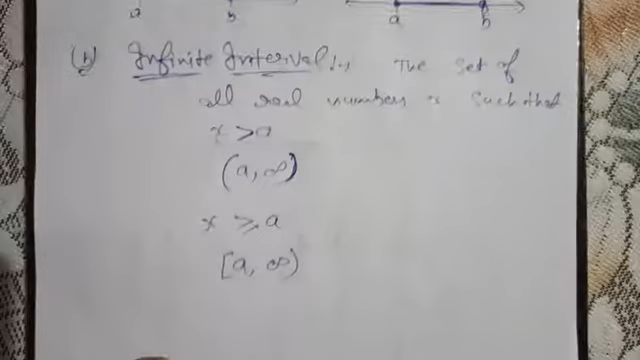 a b a b
(b) Infinite Interval :- The set of
all real numbers x such that
x > a
(a, ∞)
x ≥ a
[a, ∞)